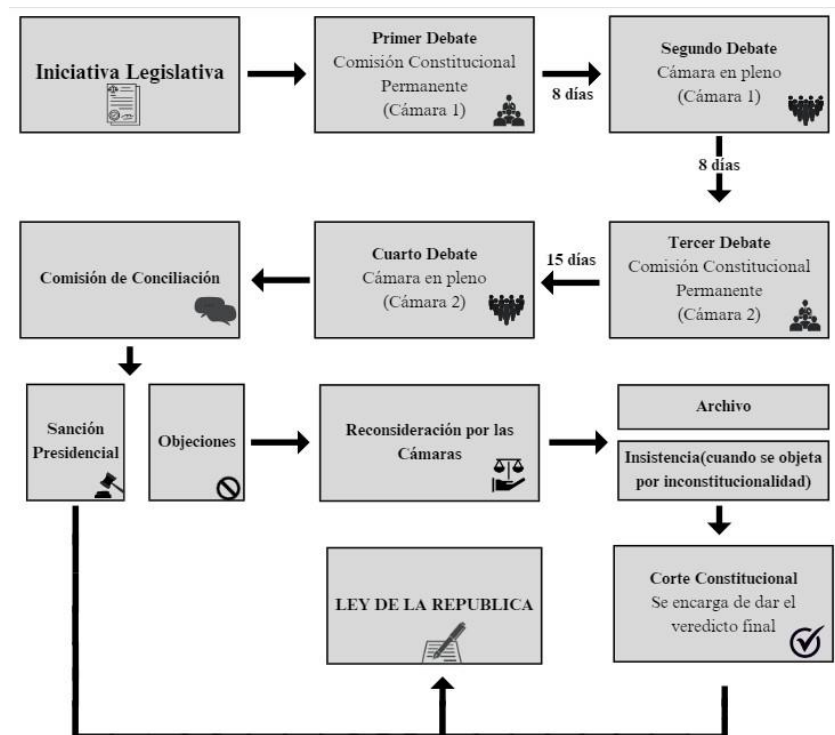 Iniciativa Legislativa
Primer Debate
Comisión Constitucional
Permanente
(Cámara 1)
8 días
Segundo Debate
Cámara en pleno
(Cámara 1)
8 días
Tercer Debate
Comisión Constitucional
Permanente
(Cámara 2)
15 días
Cuarto Debate
Cámara en pleno
(Cámara 2)
Comisión de Conciliación
Sanción
Presidencial
Objeciones
Reconsideración por las
Cámaras
Archivo
Insistencia(cuando se objeta
por inconstitucionalidad)
Corte Constitucional
Se encarga de dar el
veredicto final
LEY DE LA REPUBLICA